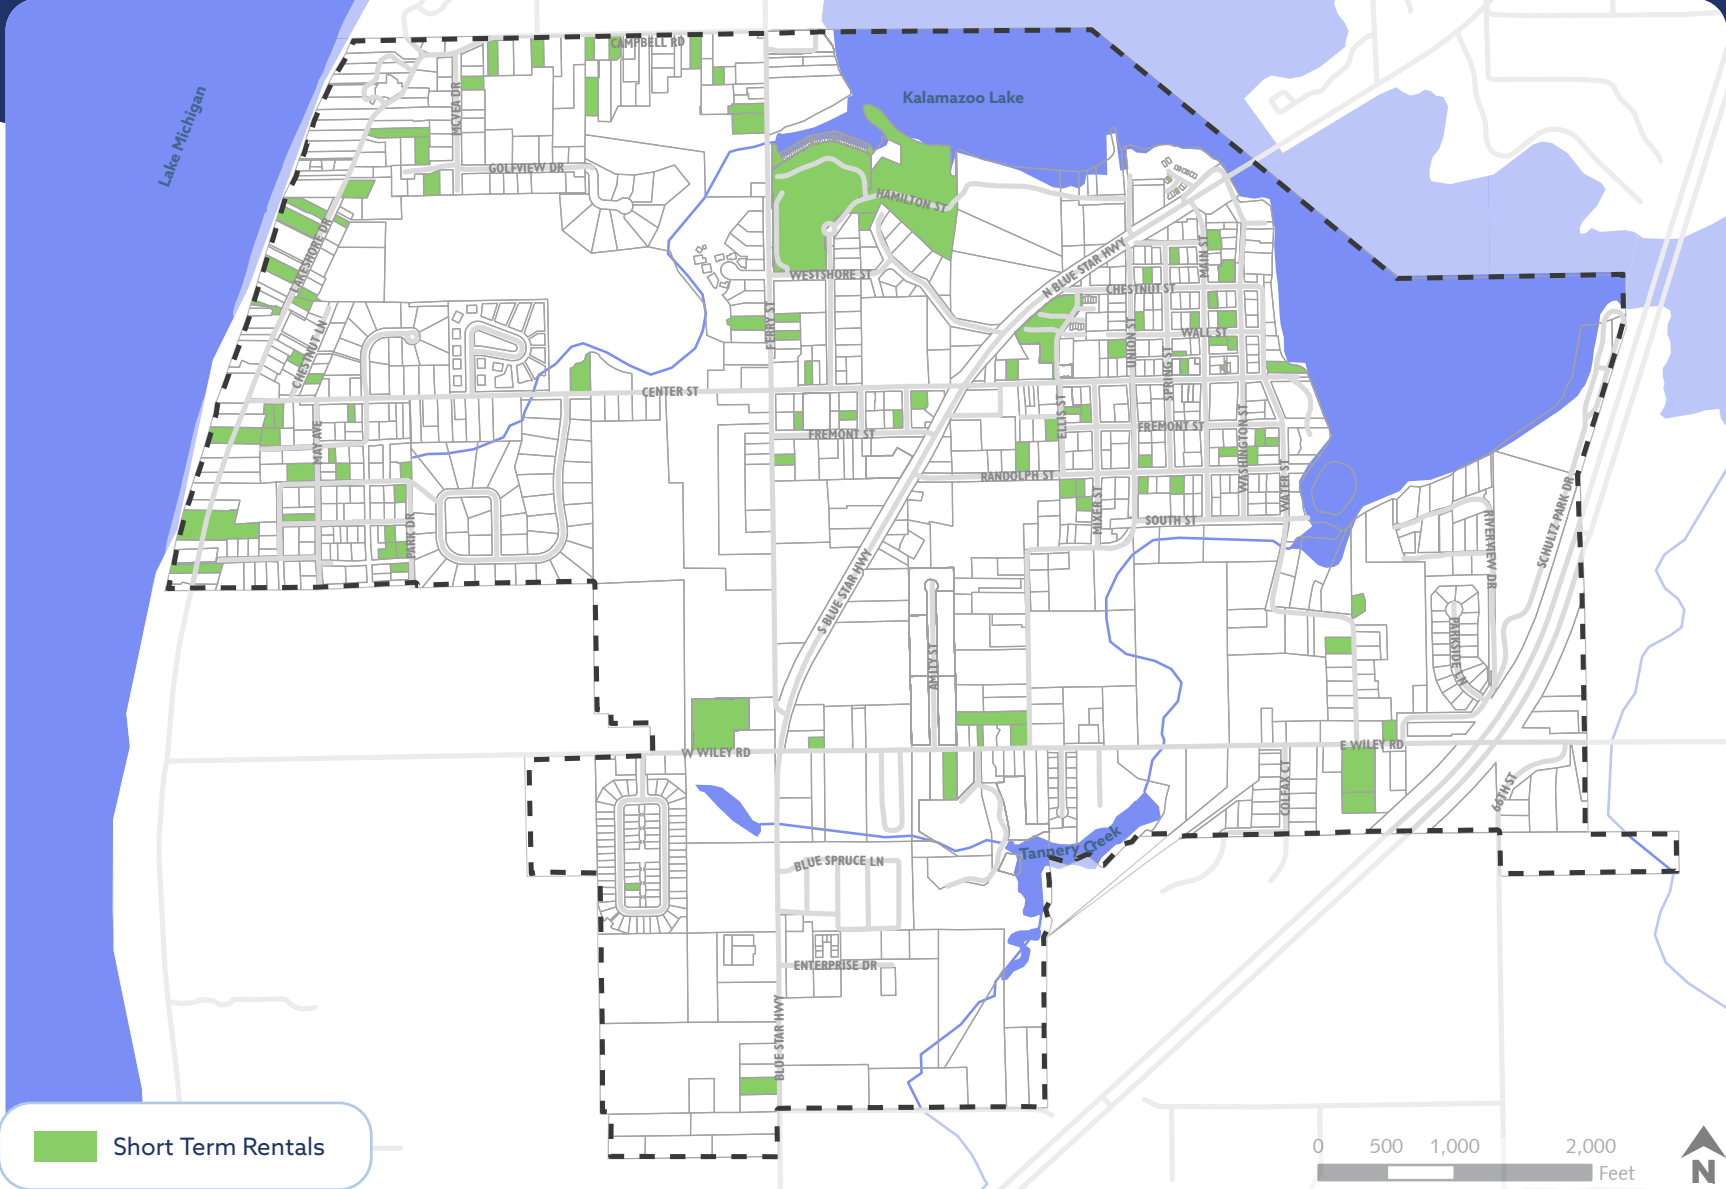 CAMPBELL RD
Kalamazoo Lake
Lake Michigan
MCVEA DR
GOLFVIEW DR
HAMILTON ST
LAKESHORE DR
WESTSHORE ST
N BLUE STAR HWY
MAIN ST
CHESTNUT ST
FERRY ST
CHESTNUT LN
UNION ST
WALL ST
SPRING ST
CENTER ST
ELLIS ST
MAY AVE
FREMONT ST
FREMONT ST
WASHINGTON ST
RANDOLPH ST
WATER ST
MIXER ST
SOUTH ST
PARK DR
RIVERVIEW DR
SCHULTZ PARK DR
S BLUE STAR HWY
AMITY ST
PARKSIDE LN
W WILEY RD
E WILEY RD
COLFAX CT
66TH ST
Tannery Creek
BLUE SPRUCE LN
ENTERPRISE DR
BLUE STAR HWY
Short Term Rentals
0 500 1,000 2,000
Feet
N